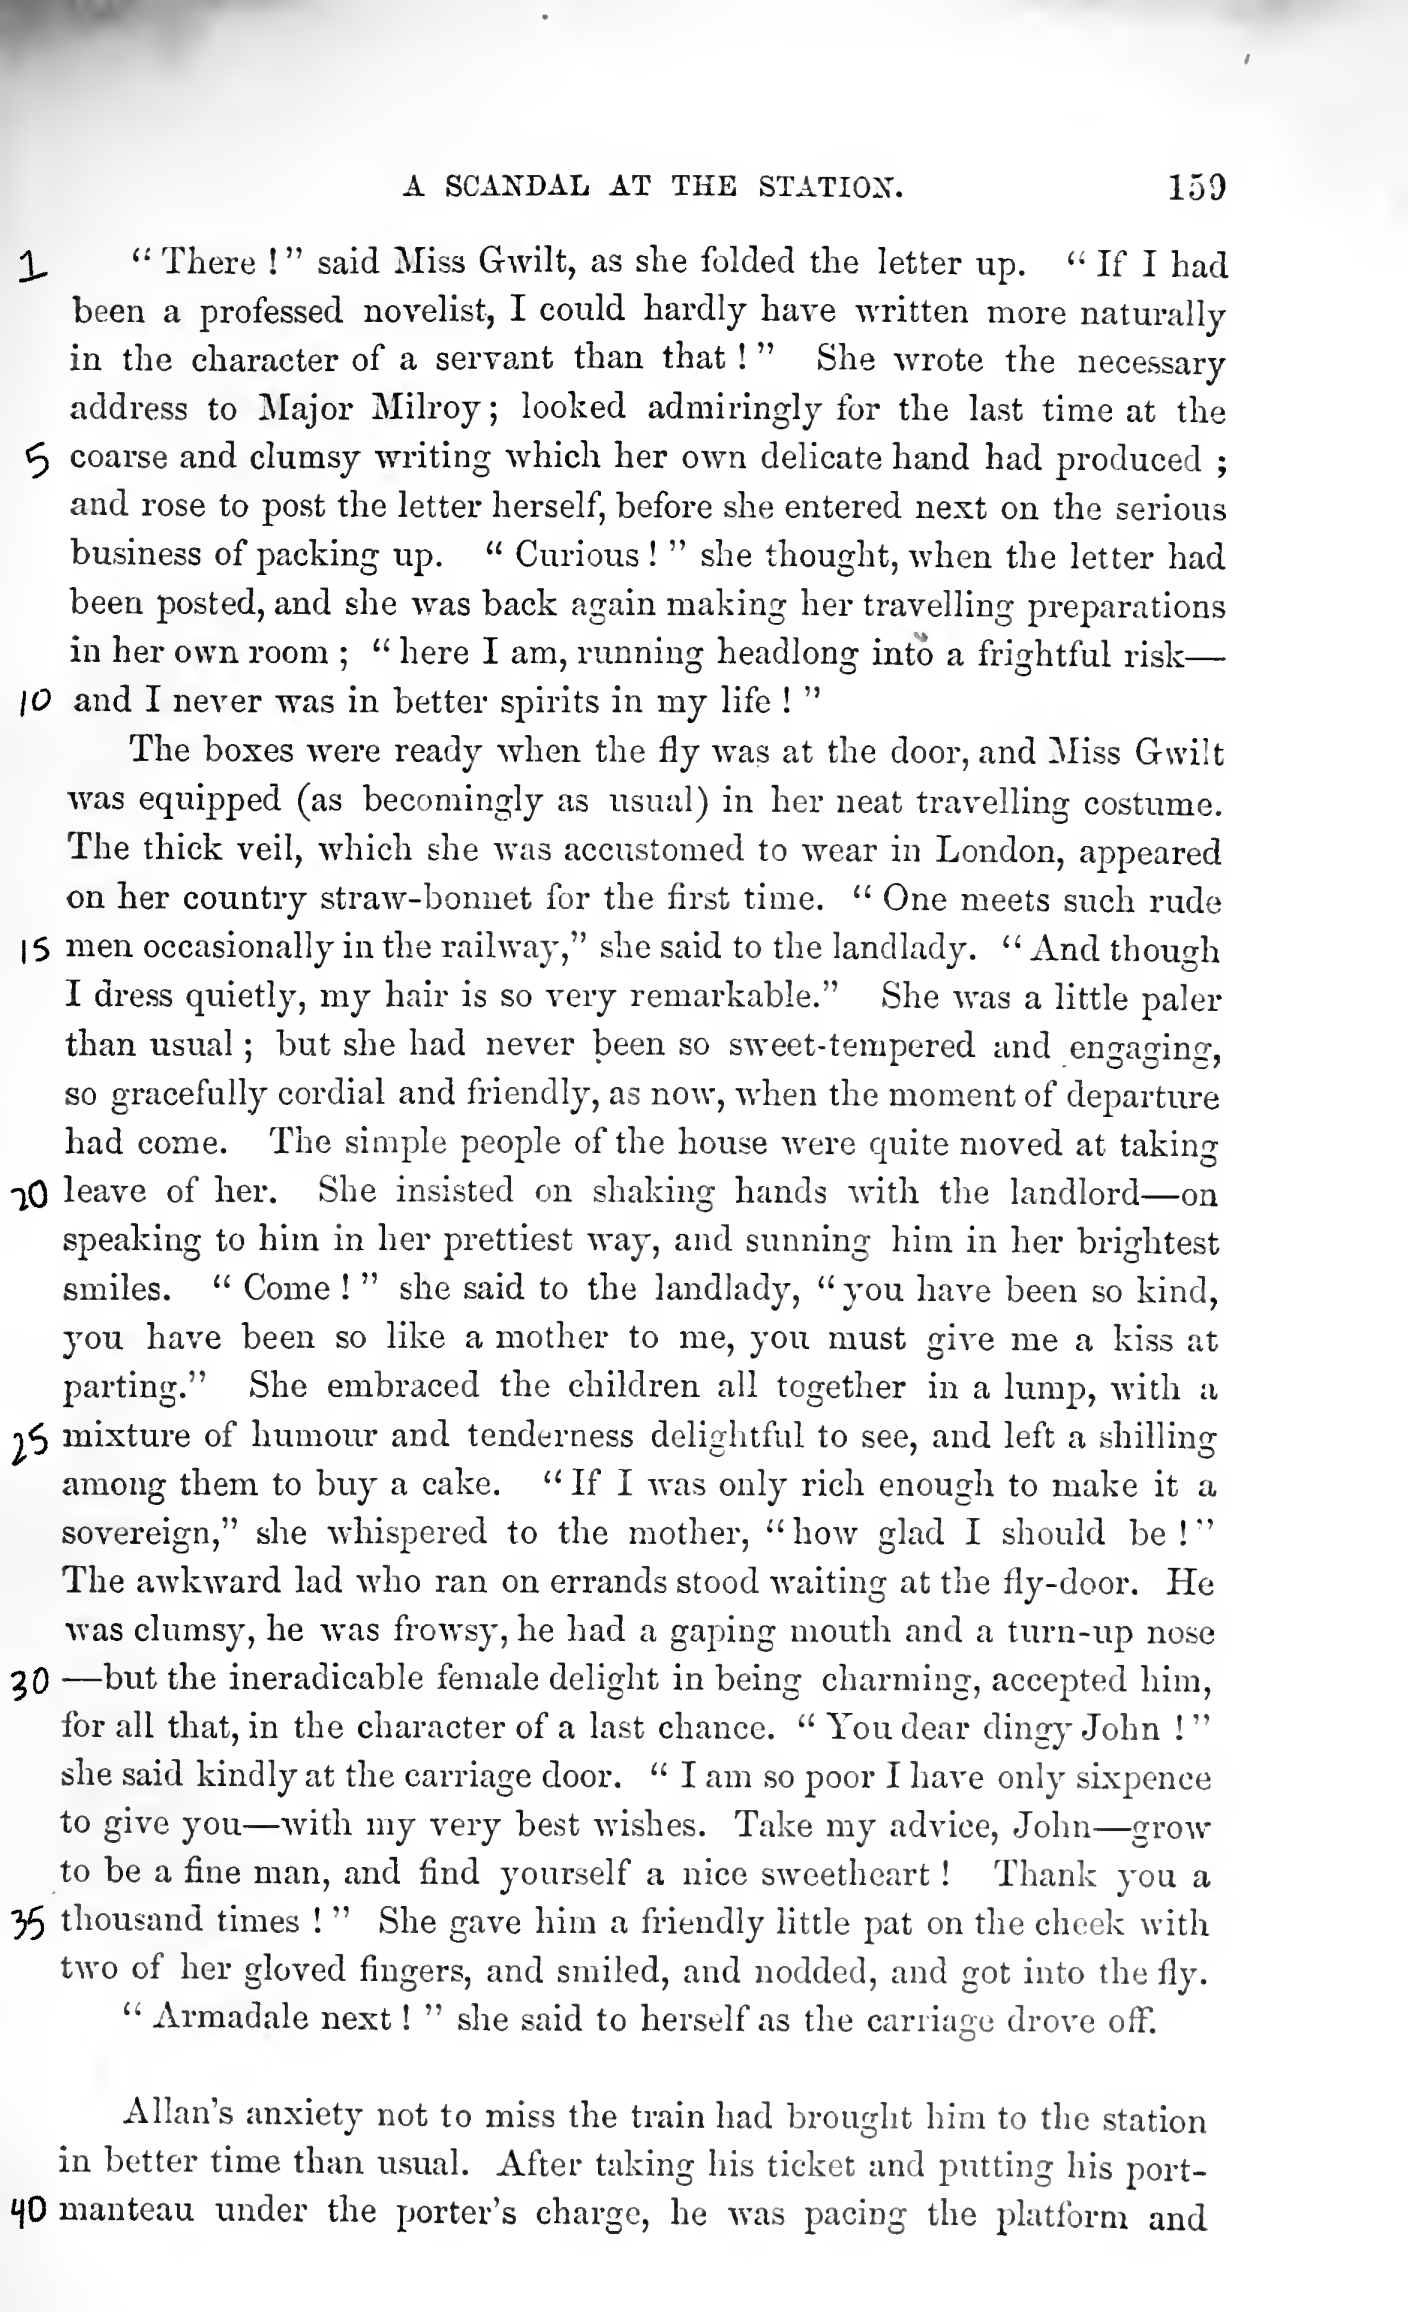 A SCANDAL AT THE STATION. 159
1 “ There ! ” said Miss Gwilt, as she folded the letter up. “ If I had
been a professed novelist, I could hardly have written more naturally
in the character of a servant than that ! ” She wrote the necessary
address to Major Milroy ; looked admiringly for the last time at the
5 coarse and clumsy writing which her own delicate hand had produced ;
and rose to post the letter herself, before she entered next on the serious
business of packing up. “ Curious ! ” she thought, when the letter had
been posted, and she was back again making her travelling preparations
in her own room ; “ here I am, running headlong into a frightful risk—
10 and I never was in better spirits in my life ! ”
The boxes were ready when the fly was at the door, and Miss Gwilt
was equipped (as becomingly as usual) in her neat travelling costume.
The thick veil, which she was accustomed to wear in London, appeared
on her country straw-bonnet for the first time. “ One meets such rude
15 men occasionally in the railway,” she said to the landlady. “ And though
I dress quietly, my hair is so very remarkable.” She was a little paler
than usual ; but she had never been so sweet-tempered and engaging,
so gracefully cordial and friendly, as now, when the moment of departure
had come. The simple people of the house were quite moved at taking
20 leave of her. She insisted on shaking hands with the landlord—on
speaking to him in her prettiest way, and sunning him in her brightest
smiles. “ Come ! ” she said to the landlady, “ you have been so kind,
you have been so like a mother to me, you must give me a kiss at
parting.” She embraced the children all together in a lump, with a
25 mixture of humour and tenderness delightful to see, and left a shilling
among them to buy a cake. “ If I was only rich enough to make it a
sovereign,” she whispered to the mother, “ how glad I should be ! ”
The awkward lad who ran on errands stood waiting at the fly-door. He
was clumsy, he was frowsy, he had a gaping mouth and a turn-up nose
30 —but the ineradicable female delight in being charming, accepted him,
for all that, in the character of a last chance. “ You dear dingy John ! ”
she said kindly at the carriage door. “ I am so poor I have only sixpence
to give you—with my very best wishes. Take my advice, John—grow
to be a fine man, and find yourself a nice sweetheart ! Thank you a
35 thousand times ! ” She gave him a friendly little pat on the cheek with
two of her gloved fingers, and smiled, and nodded, and got into the fly.
“ Armadale next ! ” she said to herself as the carriage drove off.
Allan’s anxiety not to miss the train had brought him to the station
in better time than usual. After taking his ticket and putting his port-
40 manteau under the porter’s charge, he was pacing the platform and